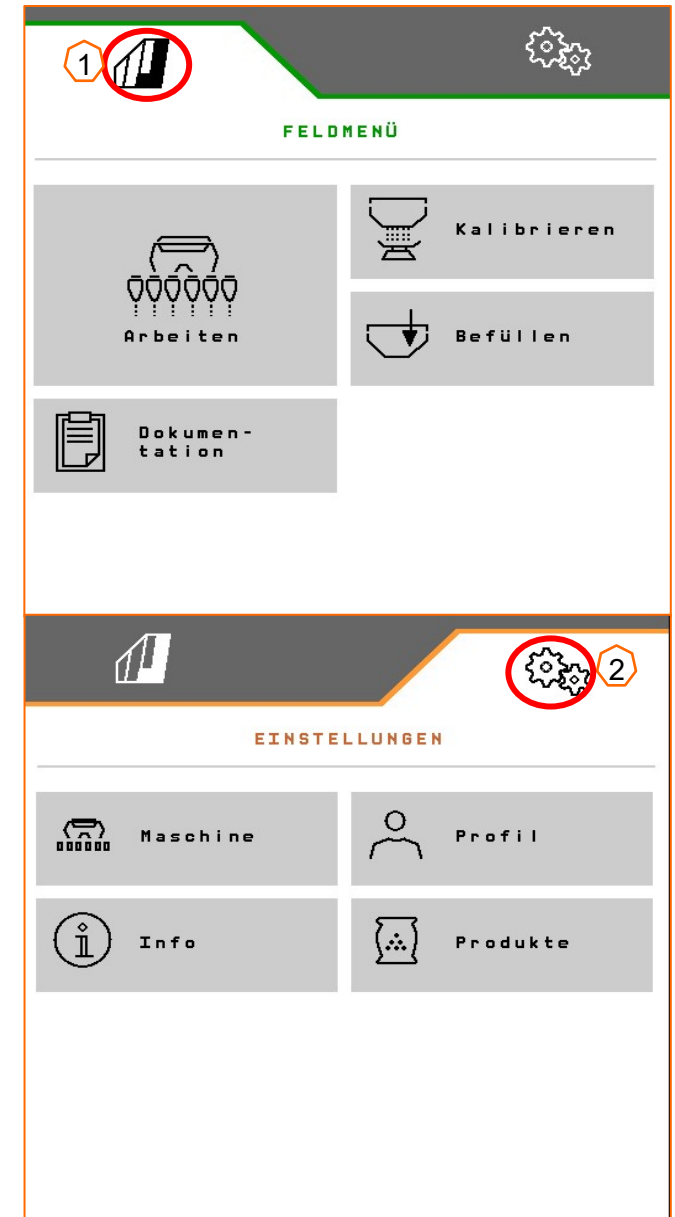 1
FELDMENÜ
Kalibrieren
Arbeiten
Befüllen
Dokumen-
tation
2
EINSTELLUNGEN
Maschine
Profil
Info
Produkte